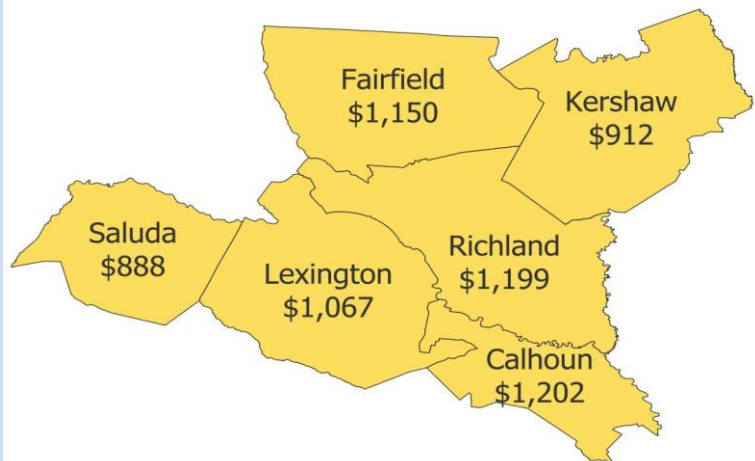 Fairfield
$1,150
Kershaw
$912
Saluda
$888
Lexington
$1,067
Richland
$1,199
Calhoun
$1,202